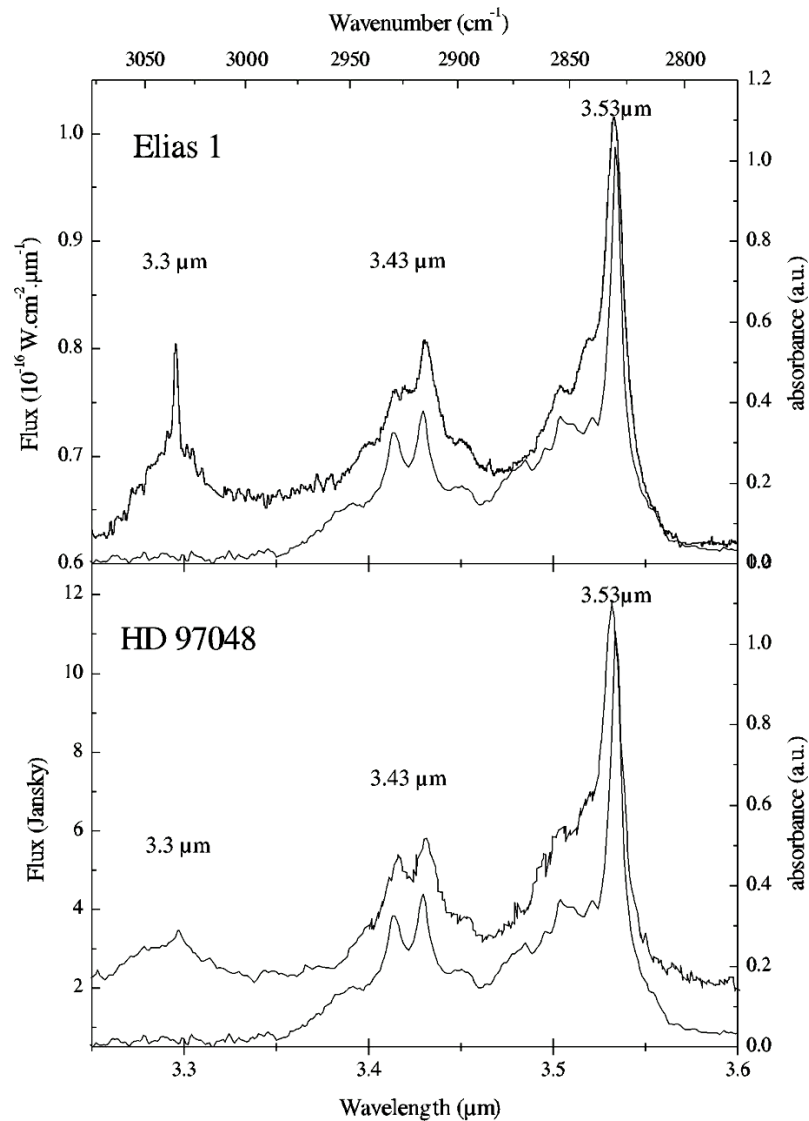 Wavenumber (cm⁻¹)
3050 3000 2950 2900 2850 2800
1.2
Elias 1
3.53µm
1.0
1.0
3.3 µm
3.43 µm
0.9
0.8
0.8
0.6
0.4
0.7
0.2
0.6
Flux (10⁻¹⁶ W.cm⁻².µm⁻¹)
absorbance (a.u.)
0.0
12
HD 97048
3.53µm
1.0
10
0.8
3.43 µm
8
0.6
3.3 µm
6
0.4
4
0.2
2
0.0
Flux (Jansky)
absorbance (a.u.)
3.3 3.4 3.5 3.6
Wavelength (µm)